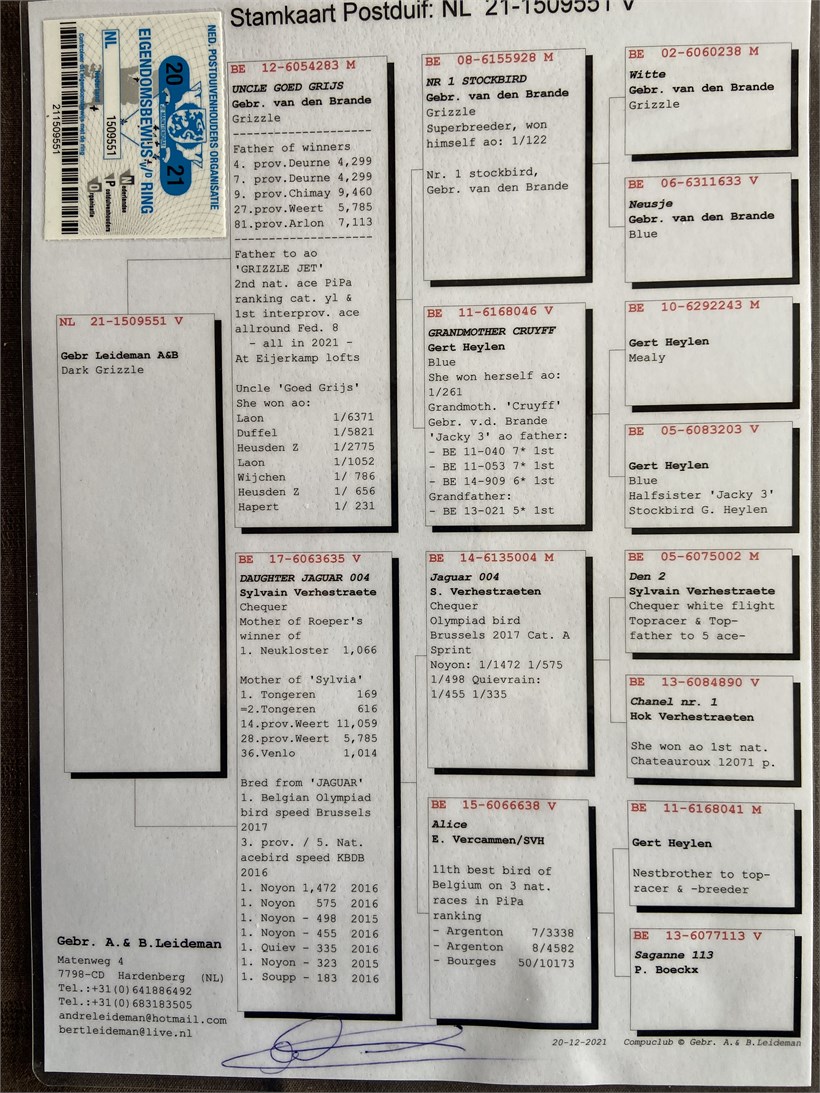 Stamkaart Postduif: NL 21-1509551 V
NED. POSTDUIVENHOUDERS ORGANISATIE
20 21
EIGENDOMSBEWIJS V/D RING
NL 1509551
Nederlandse
Postduivenhouders
Organisatie
211509551
NL 21-1509551 V
Gebr Leideman A&B
Dark Grizzle
BE 12-6054283 M
UNCLE GOED GRIJS
Gebr. van den Brande
Grizzle
--------------------
Father of winners
4. prov.Deurne 4,299
7. prov.Deurne 4,299
9. prov.Chimay 9,460
27.prov.Weert 5,785
81.prov.Arlon 7,113
--------------------
Father to ao
'GRIZZLE JET'
2nd nat. ace PiPa
ranking cat. yl &
1st interprov. ace
allround Fed. 8
- all in 2021 -
At Eijerkamp lofts
Uncle 'Goed Grijs'
She won ao:
Laon 1/6371
Duffel 1/5821
Heusden Z 1/2775
Laon 1/1052
Wijchen 1/ 786
Heusden Z 1/ 656
Hapert 1/ 231
BE 17-6063635 V
DAUGHTER JAGUAR 004
Sylvain Verhestraete
Chequer
Mother of Roeper's
winner of
1. Neukloster 1,066
Mother of 'Sylvia'
1. Tongeren 169
=2.Tongeren 616
14.prov.Weert 11,059
28.prov.Weert 5,785
36.Venlo 1,014
Bred from 'JAGUAR'
1. Belgian Olympiad
bird speed Brussels
2017
3. prov. / 5. Nat.
acebird speed KBDB
2016
1. Noyon 1,472 2016
1. Noyon 575 2016
1. Noyon - 498 2015
1. Noyon - 455 2016
1. Quiev - 335 2016
1. Noyon - 323 2015
1. Soupp - 183 2016
BE 08-6155928 M
NR 1 STOCKBIRD
Gebr. van den Brande
Grizzle
Superbreeder, won
himself ao: 1/122
Nr. 1 stockbird,
Gebr. van den Brande
BE 11-6168046 V
GRANDMOTHER CRUYFF
Gert Heylen
Blue
She won herself ao:
1/261
Grandmoth. 'Cruyff'
Gebr. v.d. Brande
'Jacky 3' ao father:
- BE 11-040 7* 1st
- BE 11-053 7* 1st
- BE 14-909 6* 1st
Grandfather:
- BE 13-021 5* 1st
BE 14-6135004 M
Jaguar 004
S. Verhestraeten
Chequer
Olympiad bird
Brussels 2017 Cat. A
Sprint
Noyon: 1/1472 1/575
1/498 Quievrain:
1/455 1/335
BE 15-6066638 V
Alice
E. Vercammen/SVH
11th best bird of
Belgium on 3 nat.
races in PiPa
ranking
- Argenton 7/3338
- Argenton 8/4582
- Bourges 50/10173
BE 02-6060238 M
Witte
Gebr. van den Brande
Grizzle
BE 06-6311633 V
Neusje
Gebr. van den Brande
Blue
BE 10-6292243 M
Gert Heylen
Mealy
BE 05-6083203 V
Gert Heylen
Blue
Halfsister 'Jacky 3'
Stockbird G. Heylen
BE 05-6075002 M
Den 2
Sylvain Verhestraete
Chequer white flight
Topracer & Top-
father to 5 ace-
BE 13-6084890 V
Chanel nr. 1
Hok Verhestraeten
She won ao 1st nat.
Chateauroux 12071 p.
BE 11-6168041 M
Gert Heylen
Nestbrother to top-
racer & -breeder
BE 13-6077113 V
Saganne 113
P. Boeckx
Gebr. A.& B.Leideman
Matenweg 4
7798-CD Hardenberg (NL)
Tel.:+31(0)641886492
Tel.:+31(0)683183505
andreleideman@hotmail.com
bertleideman@live.nl
20-12-2021 Compuclub © Gebr. A.& B.Leideman